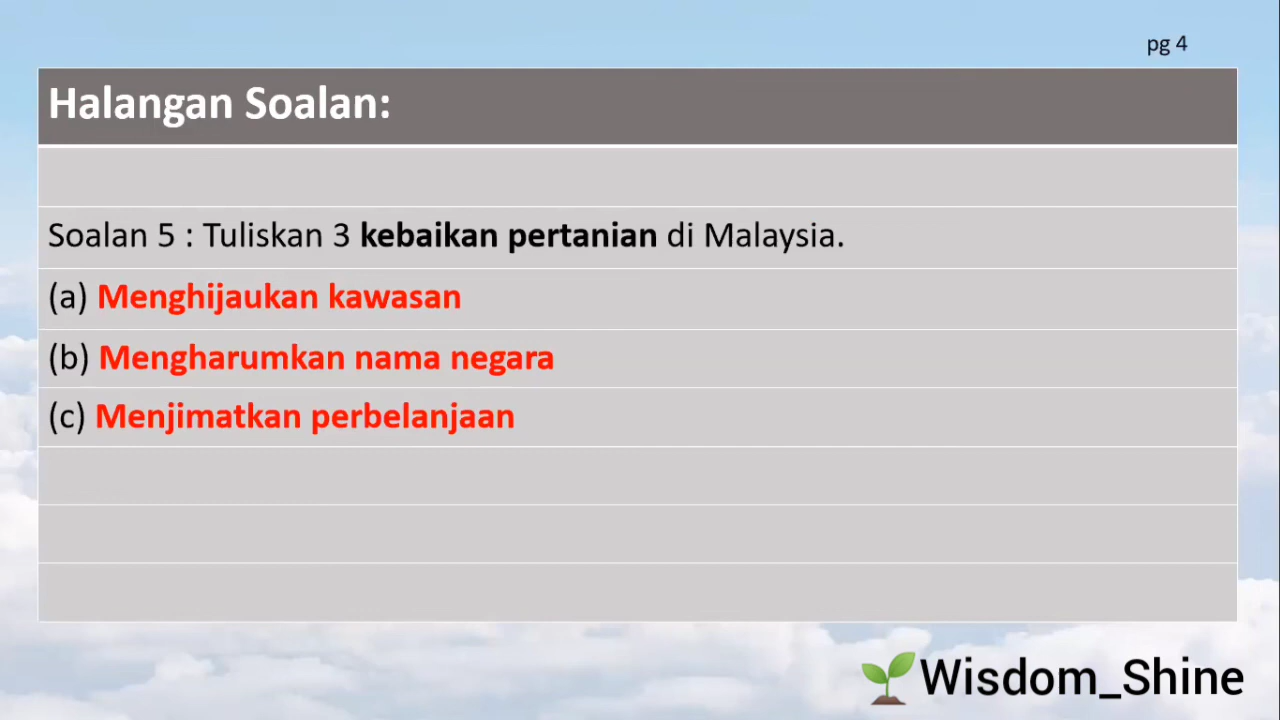 pg 4
Halangan Soalan:
Soalan 5 : Tuliskan 3 kebaikan pertanian di Malaysia.
(a) Menghijaukan kawasan
(b) Mengharumkan nama negara
(c) Menjimatkan perbelanjaan
Wisdom_Shine